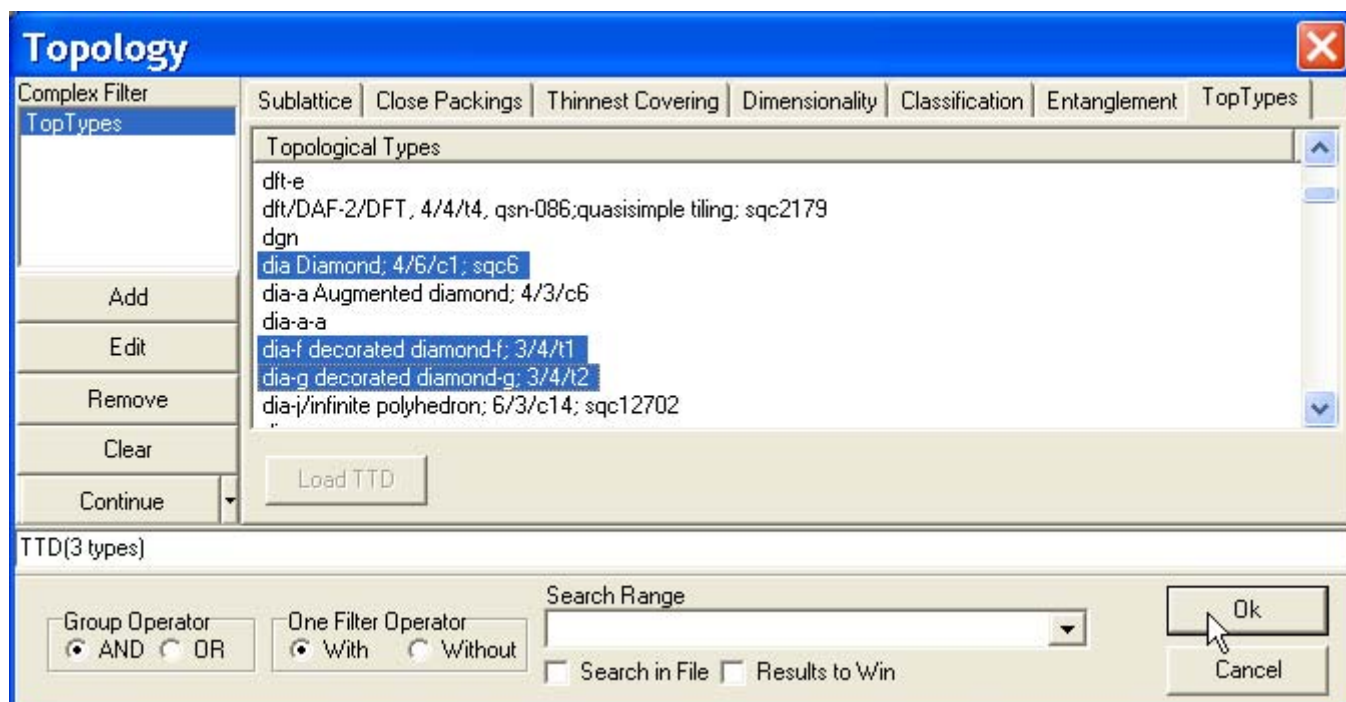 Topology
Complex Filter
TopTypes
Add
Edit
Remove
Clear
Continue
Sublattice Close Packings Thinnest Covering Dimensionality Classification Entanglement TopTypes
Topological Types
dft-e
dft/DAF-2/DFT, 4/4/t4, qsn-086;quasisimple tiling; sqc2179
dgn
dia Diamond; 4/6/c1; sqc6
dia-a Augmented diamond; 4/3/c6
dia-a-a
dia-f decorated diamond-f; 3/4/t1
dia-g decorated diamond-g; 3/4/t2
dia-j/infinite polyhedron; 6/3/c14; sqc12702
Load TTD
TTD(3 types)
Group Operator
AND OR
One Filter Operator
With Without
Search Range
Search in File Results to Win
Ok
Cancel